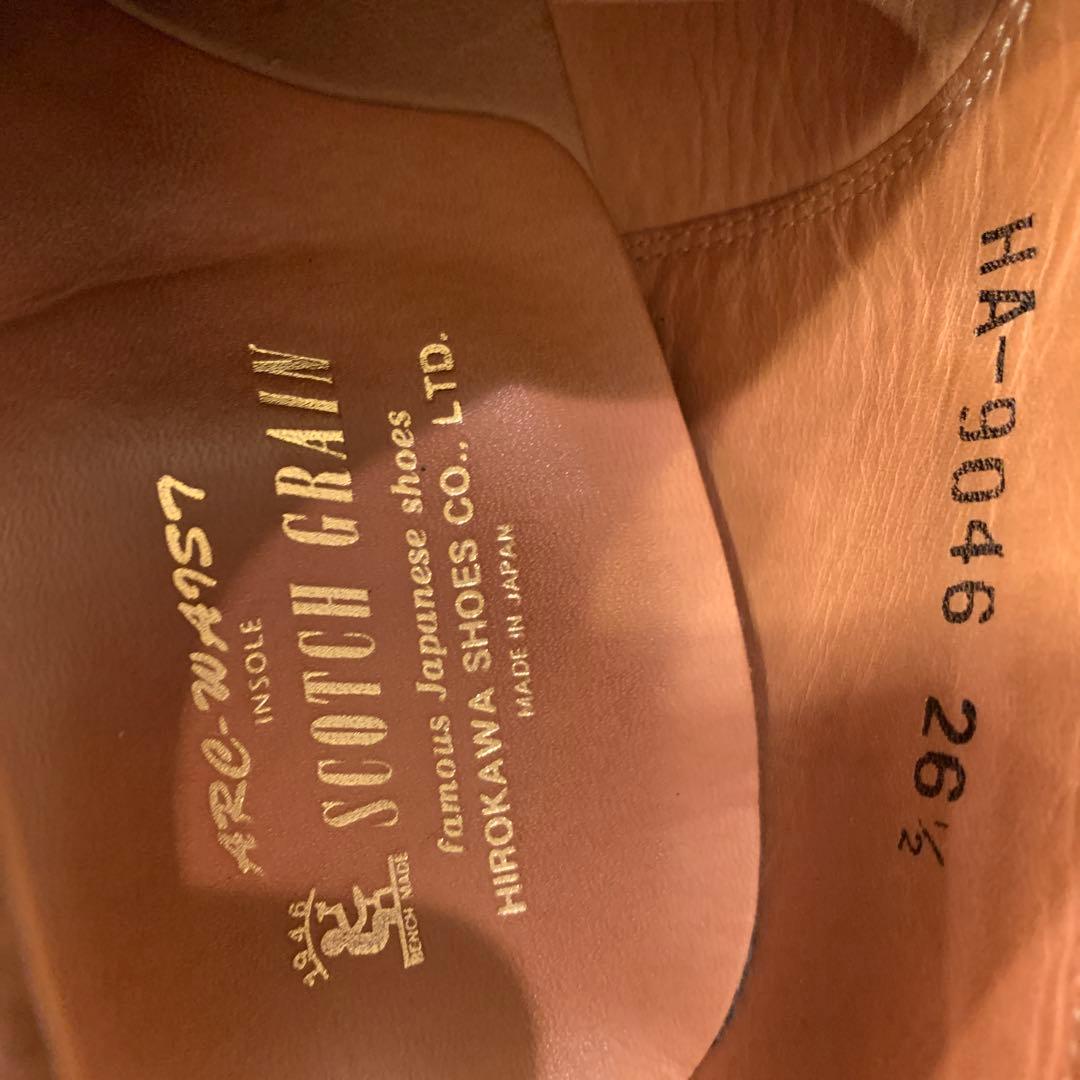 ARC-WAIST
INSOLE
SCOTCH GRAIN
famous Japanese shoes
HIROKAWA SHOES CO., LTD.
MADE IN JAPAN
1946
BENCH MADE
HA-9046 26½